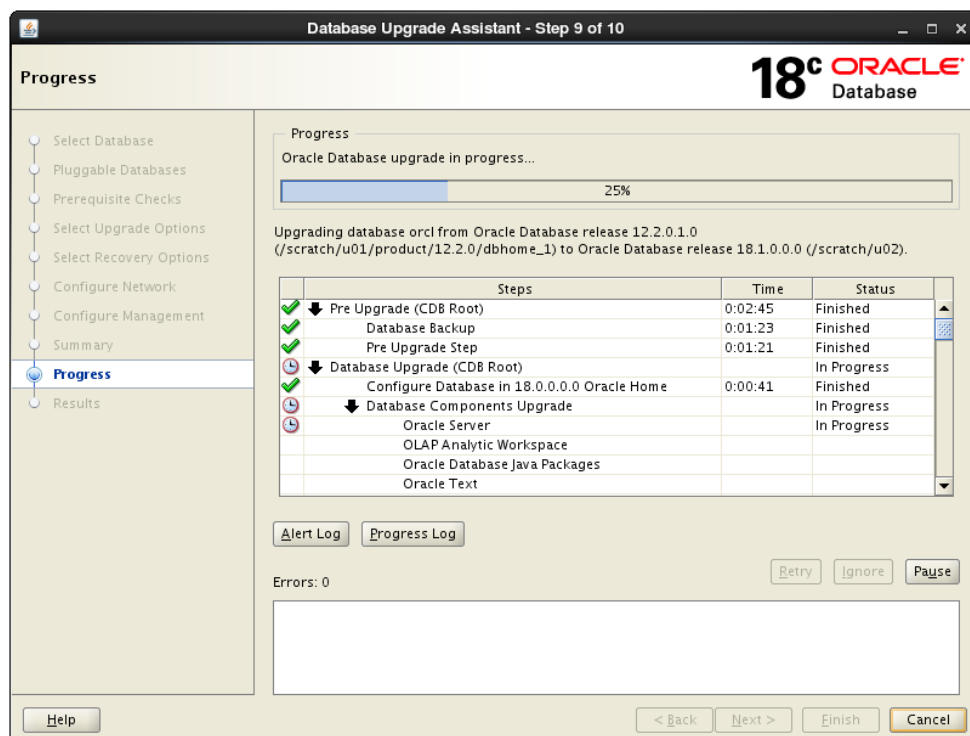 Database Upgrade Assistant - Step 9 of 10
Progress
18c ORACLE
Database
Select Database
Pluggable Databases
Prerequisite Checks
Select Upgrade Options
Select Recovery Options
Configure Network
Configure Management
Summary
Progress
Results
Progress
Oracle Database upgrade in progress...
25%
Upgrading database orcl from Oracle Database release 12.2.0.1.0
(/scratch/u01/product/12.2.0/dbhome_1) to Oracle Database release 18.1.0.0.0 (/scratch/u02).
Steps Time Status
Pre Upgrade (CDB Root) 0:02:45 Finished
Database Backup 0:01:23 Finished
Pre Upgrade Step 0:01:21 Finished
Database Upgrade (CDB Root) In Progress
Configure Database in 18.0.0.0.0 Oracle Home 0:00:41 Finished
Database Components Upgrade In Progress
Oracle Server In Progress
OLAP Analytic Workspace
Oracle Database Java Packages
Oracle Text
Alert Log Progress Log
Retry Ignore Pause
Errors: 0
Help < Back Next > Finish Cancel